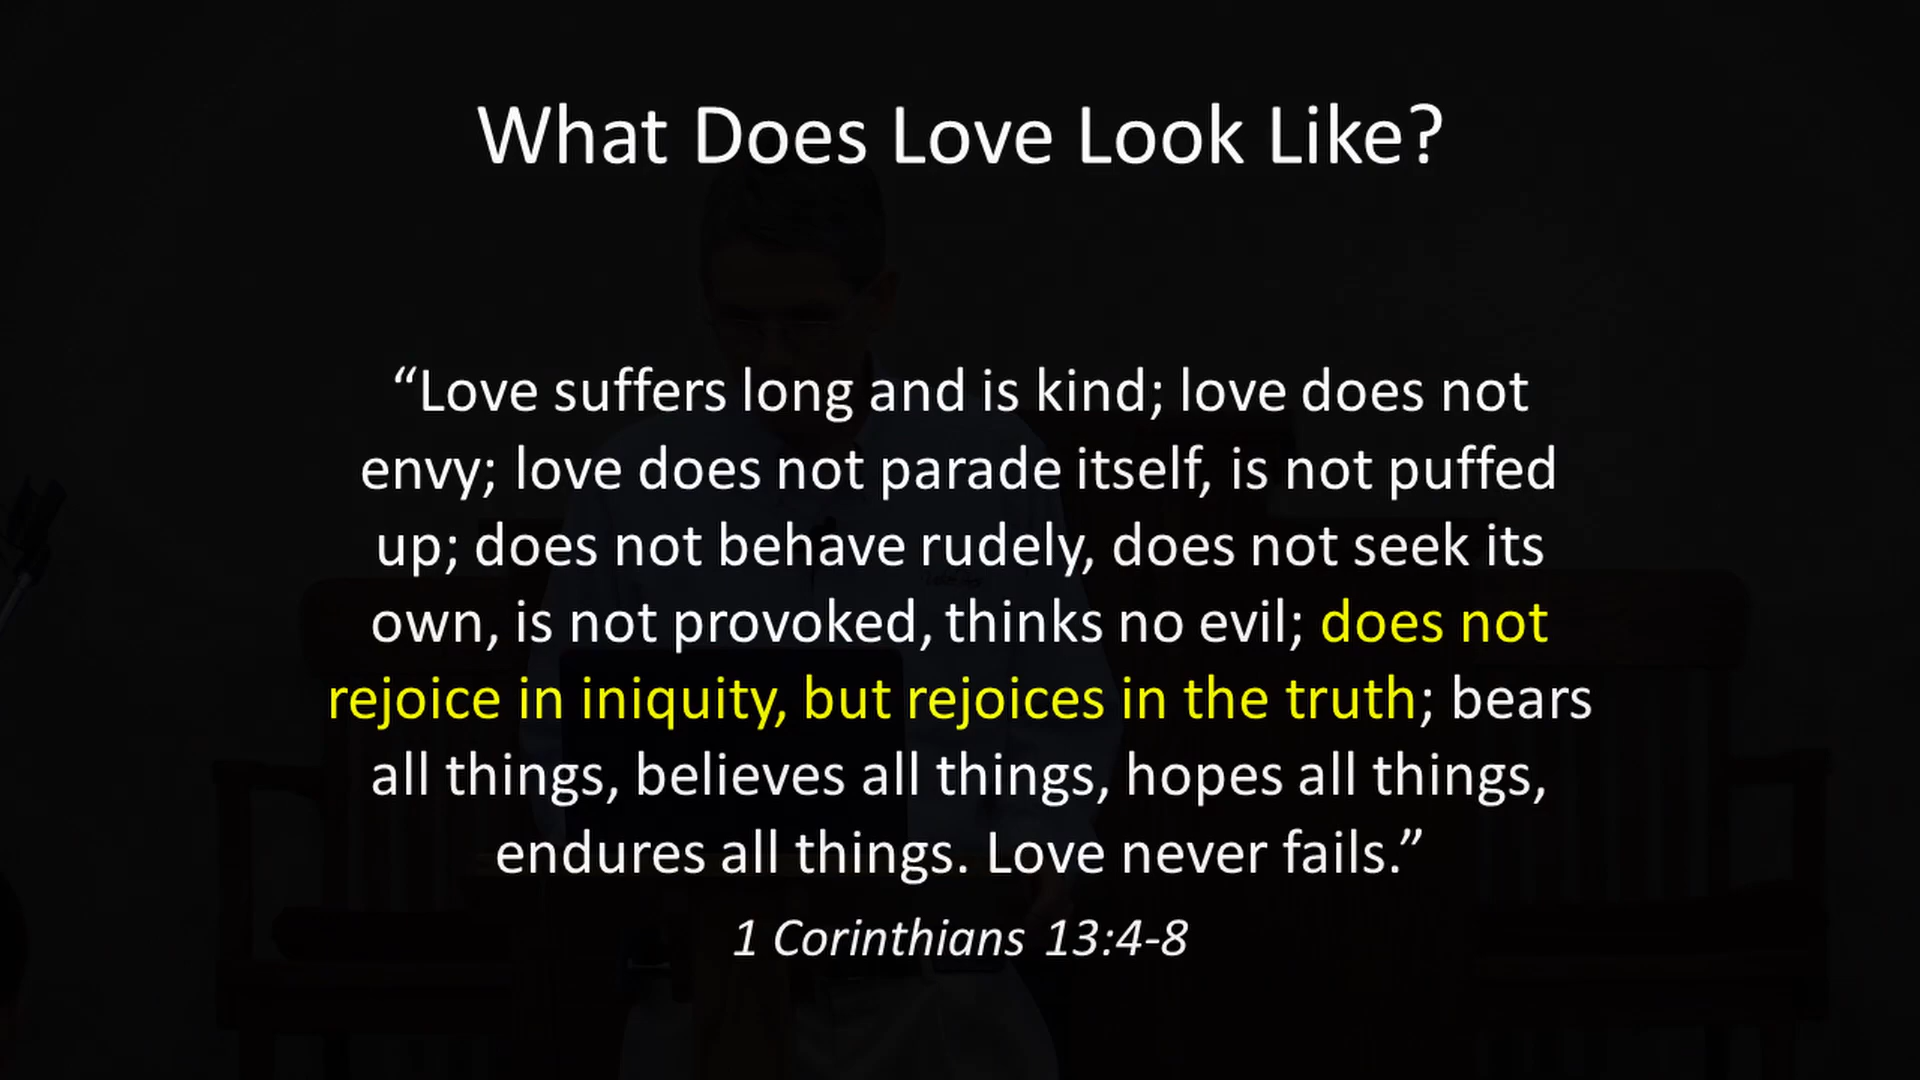 What Does Love Look Like?
“Love suffers long and is kind; love does not
envy; love does not parade itself, is not puffed
up; does not behave rudely, does not seek its
own, is not provoked, thinks no evil; does not
rejoice in iniquity, but rejoices in the truth; bears
all things, believes all things, hopes all things,
endures all things. Love never fails.”
1 Corinthians 13:4-8